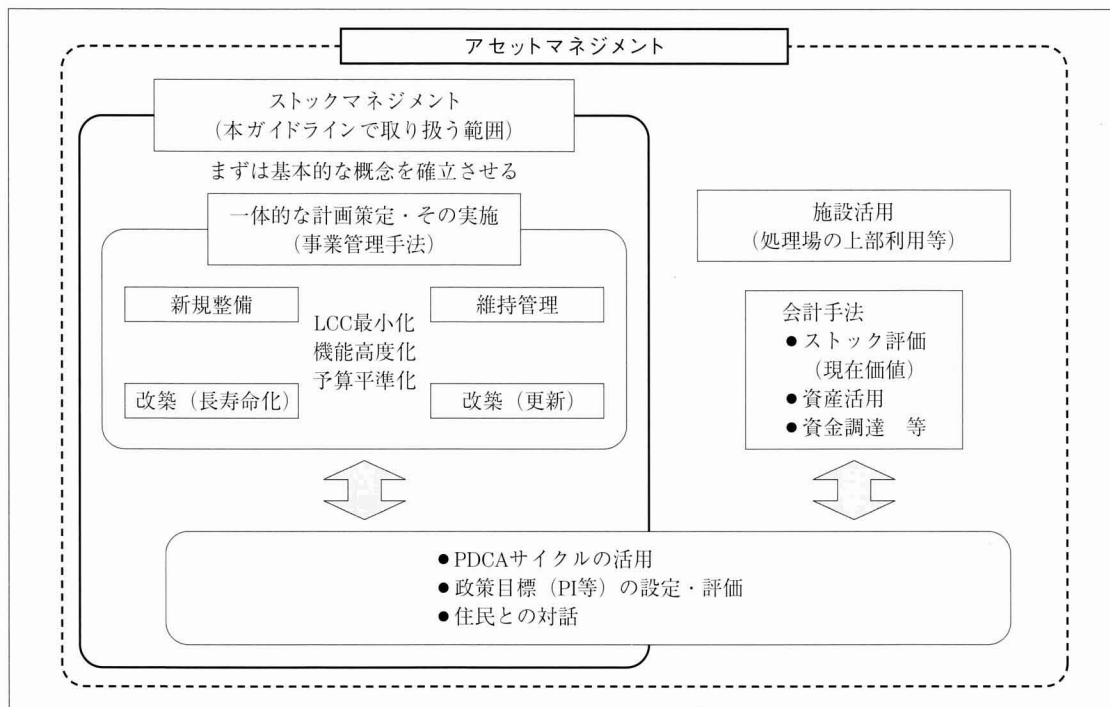 アセットマネジメント
ストックマネジメント
（本ガイドラインで取り扱う範囲）
まずは基本的な概念を確立させる
一体的な計画策定・その実施
（事業管理手法）
新規整備
維持管理
LCC最小化
機能高度化
予算平準化
改築（長寿命化）
改築（更新）
施設活用
（処理場の上部利用等）
会計手法
●ストック評価
（現在価値）
●資産活用
●資金調達　等
●PDCAサイクルの活用
●政策目標（PI等）の設定・評価
●住民との対話